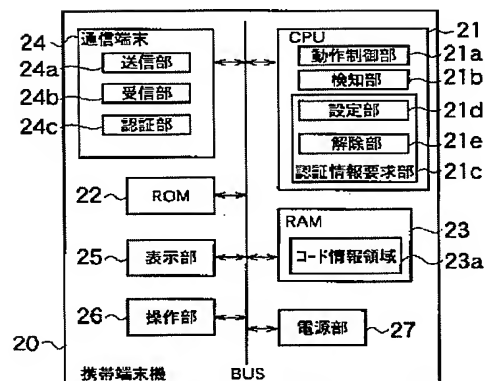 24
通信端末
24a
送信部
24b
受信部
24c
認証部
22
ROM
25
表示部
26
操作部
20
携帯端末機
BUS
CPU
21
動作制御部
21a
検知部
21b
設定部
21d
解除部
21e
認証情報要求部
21c
RAM
23
コード情報領域
23a
電源部
27